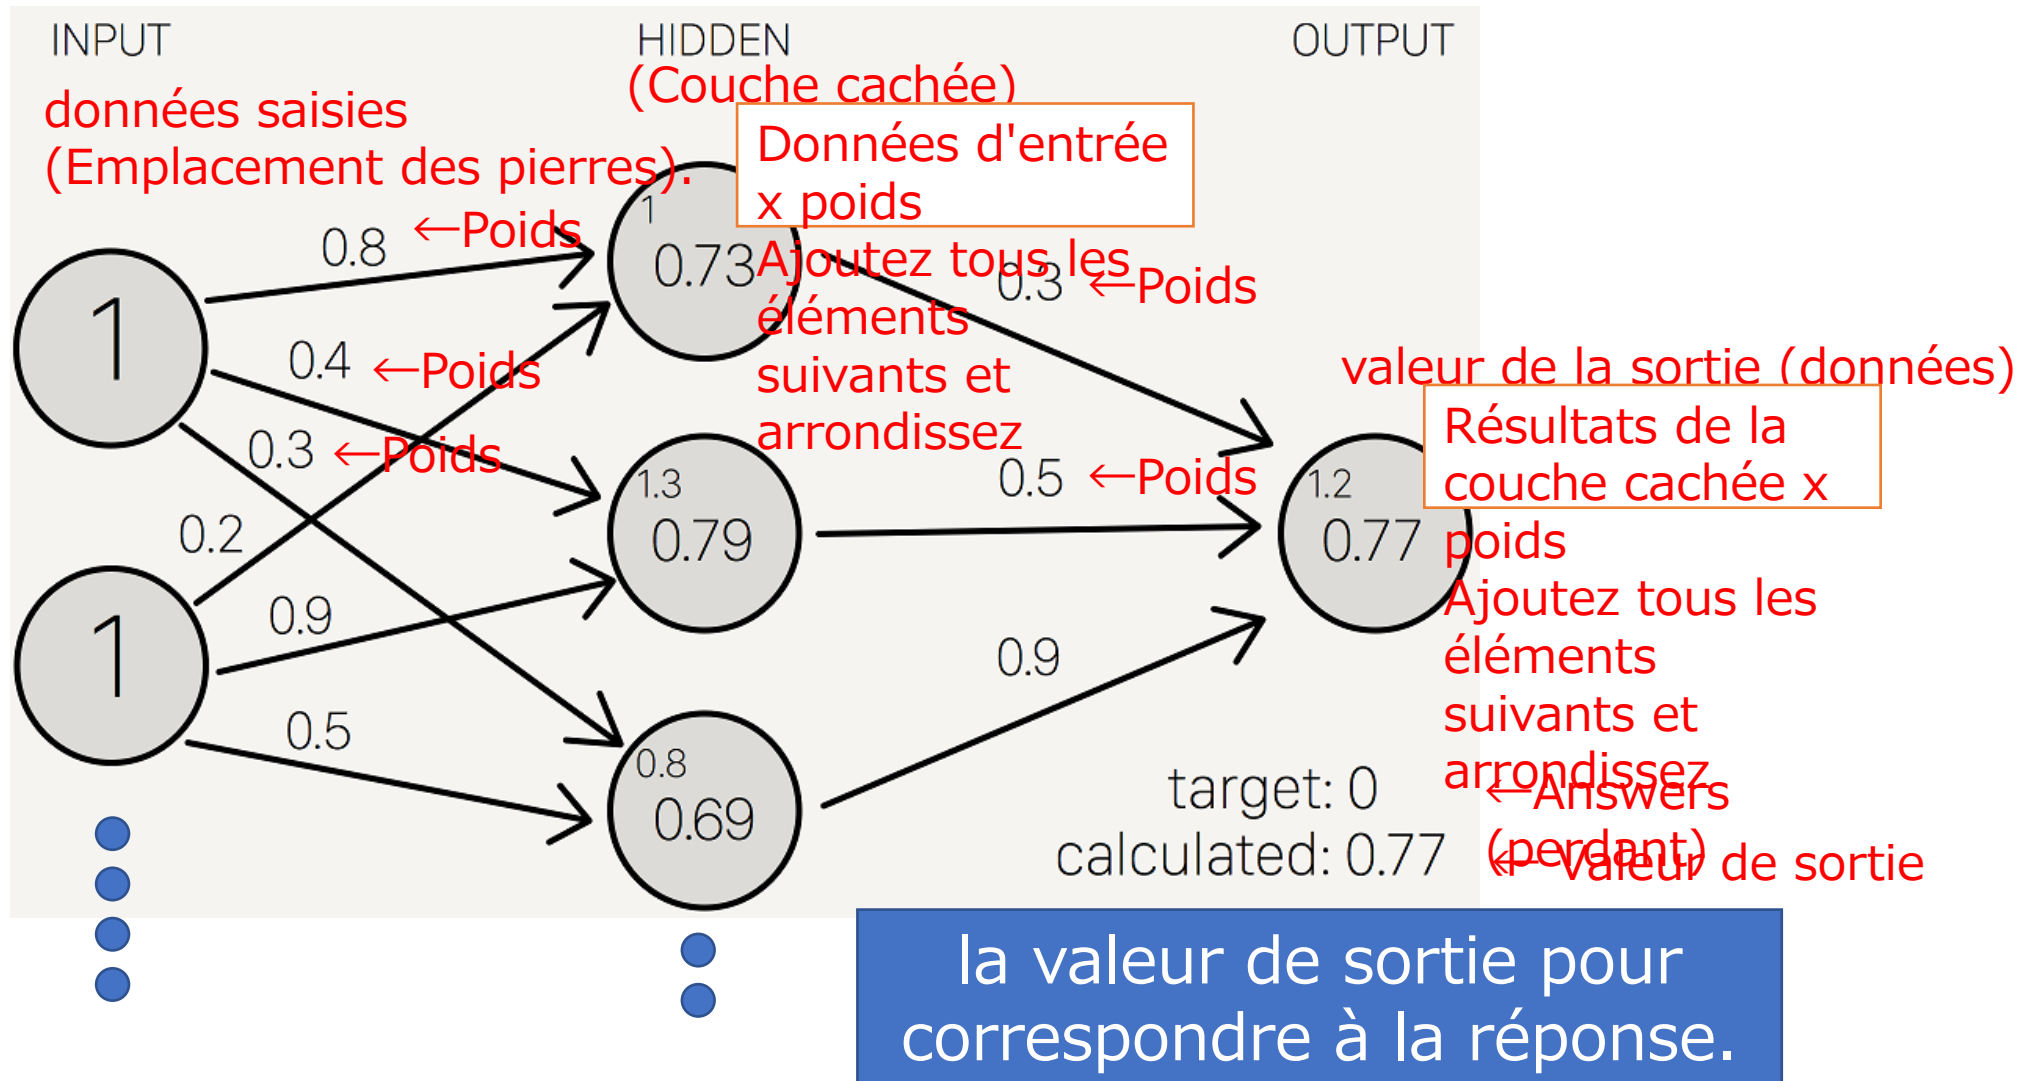 INPUT
HIDDEN
OUTPUT
données saisies
(Emplacement des pierres).
(Couche cachée)
Données d'entrée
x poids
Ajoutez tous les
éléments
suivants et
arrondissez
0.8
←Poids
0.4
←Poids
0.3
←Poids
0.2
0.9
0.5
1
1
1
0.73
1.3
0.79
0.8
0.69
0.3
←Poids
0.5
←Poids
0.9
valeur de la sortie (données)
Résultats de la
couche cachée x
poids
Ajoutez tous les
éléments
suivants et
arrondissez
1.2
0.77
target: 0
←Answers
(perdant)
calculated: 0.77
← Valeur de sortie
la valeur de sortie pour
correspondre à la réponse.